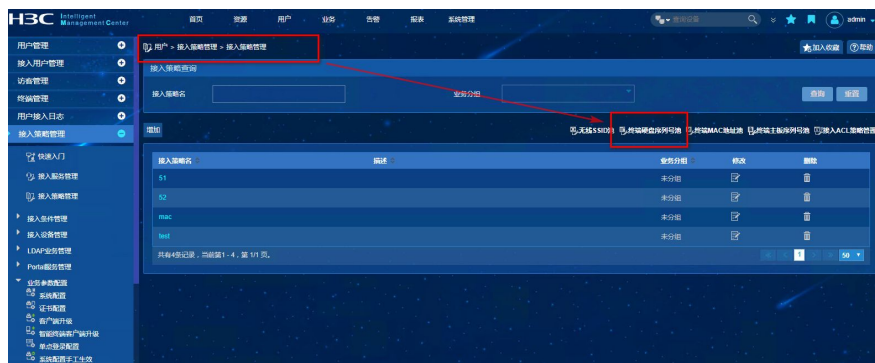 H3C Intelligent Management Center
首页 资源 用户 业务 告警 报表 系统管理 查询设备 admin
用户管理
接入用户管理
访客管理
终端管理
用户接入日志
接入策略管理
快速入门
接入服务管理
接入策略管理
接入条件管理
接入设备管理
LDAP业务管理
Portal服务管理
业务参数配置
系统配置
证书配置
客户端升级
智能终端客户端升级
单点登录配置
系统配置手工生效
用户 > 接入策略管理 > 接入策略管理
加入收藏 帮助
接入策略查询
接入策略名 业务分组 查询 重置
增加 无线SSID池 终端硬盘序列号池 终端MAC地址池 终端主板序列号池 接入ACL策略管理
接入策略名 描述 业务分组 修改 删除
51 未分组
52 未分组
mac 未分组
test 未分组
共有4条记录，当前第1 - 4，第 1/1 页。 1 50